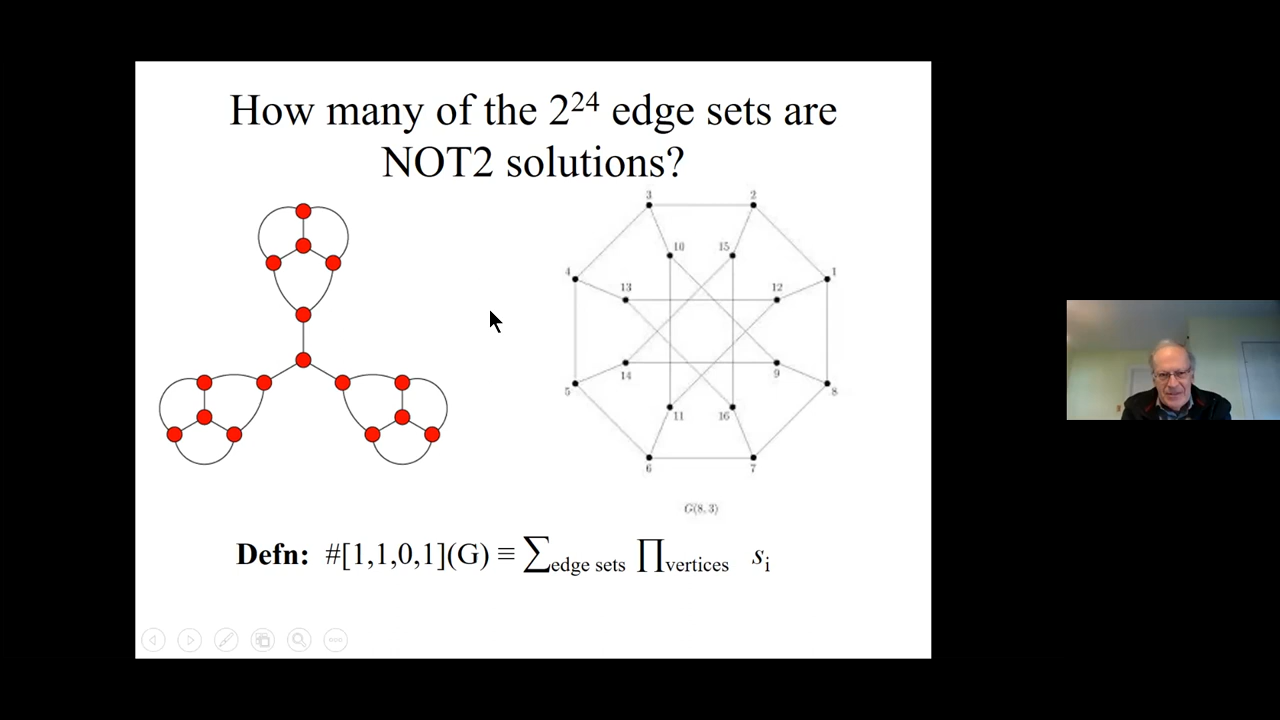 How many of the 2²⁴ edge sets are
NOT2 solutions?
3 2
10 15
4 1
13 12
14 9
5 8
11 16
6 7
G(8, 3)
Defn: #[1,1,0,1](G) ≡ ∑edge sets ∏vertices sᵢ